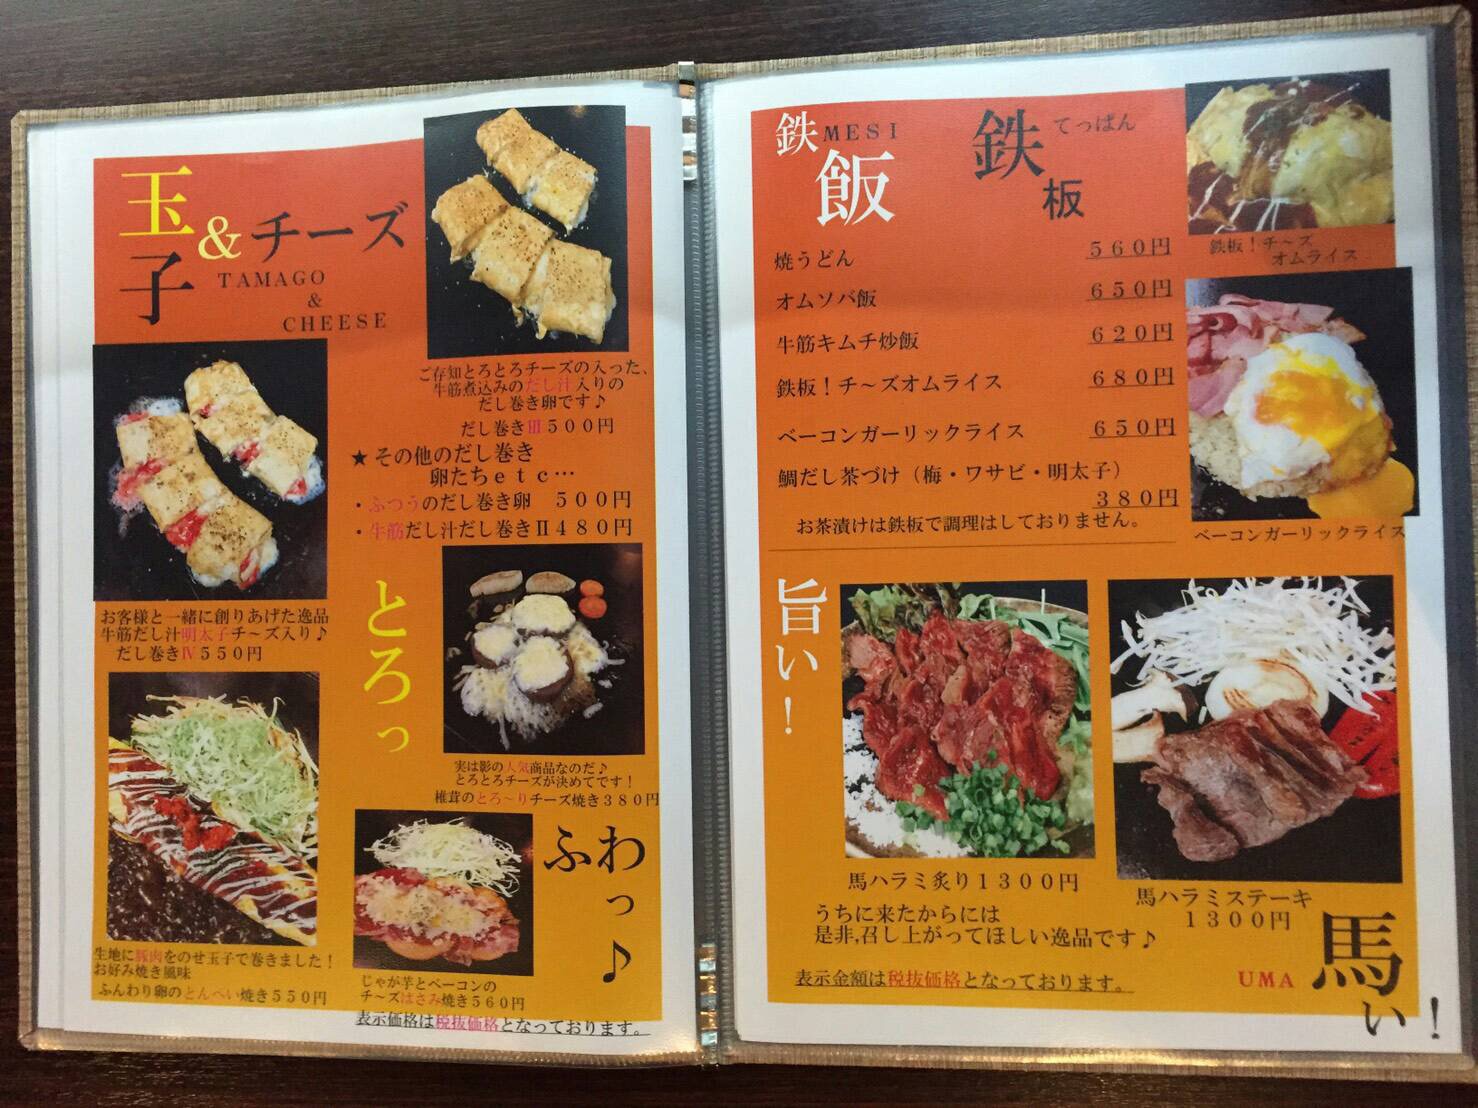 玉子&チーズ
TAMAGO
&
CHEESE
ご存知とろとろチーズの入った、
牛筋煮込みのだし汁入りの
だし巻き卵です♪
だし巻きⅢ500円
★その他のだし巻き
卵たちetc…
・ふつうのだし巻き卵 500円
・牛筋だし汁だし巻きⅡ480円
お客様と一緒に創りあげた逸品
牛筋だし汁明太子チ~ズ入り♪
だし巻きⅣ550円
とろっ
実は影の人気商品なのだ♪
とろとろチーズが決めてです!
椎茸のとろ~りチーズ焼き380円
ふわっ♪
生地に豚肉をのせ玉子で巻きました!
お好み焼き風味
ふんわり卵のとんぺい焼き550円
じゃが芋とベーコンの
チ~ズはさみ焼き560円
表示価格は税抜価格となっております。
鉄飯
MESI
鉄板
てっぱん
焼うどん 560円
オムソバ飯 650円
牛筋キムチ炒飯 620円
鉄板!チ~ズオムライス 680円
ベーコンガーリックライス 650円
鯛だし茶づけ(梅・ワサビ・明太子)
380円
お茶漬けは鉄板で調理はしておりません。
鉄板!チ~ズ
オムライス
ベーコンガーリックライス
旨い!
馬ハラミ炙り1300円
馬ハラミステーキ
1300円
うちに来たからには
是非,召し上がってほしい逸品です♪
表示金額は税抜価格となっております。
UMA
馬い!